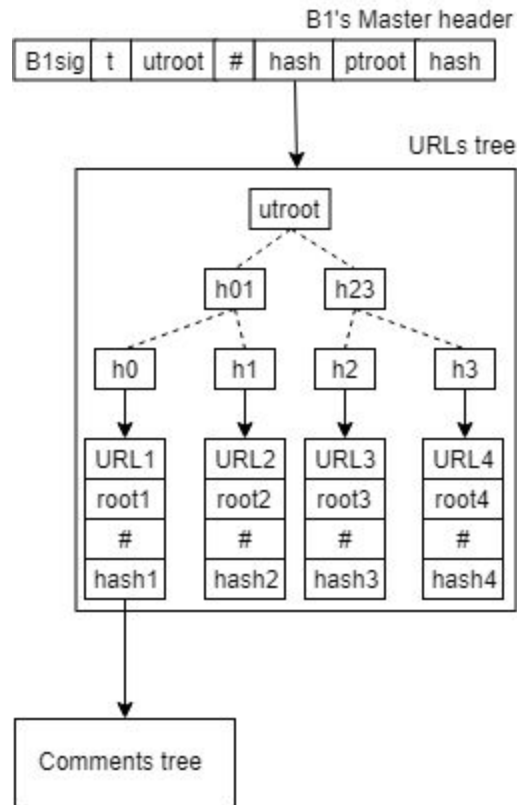 B1's Master header
B1sig t utroot # hash ptroot hash
URLs tree
utroot
h01 h23
h0 h1 h2 h3
URL1 URL2 URL3 URL4
root1 root2 root3 root4
# # # #
hash1 hash2 hash3 hash4
Comments tree